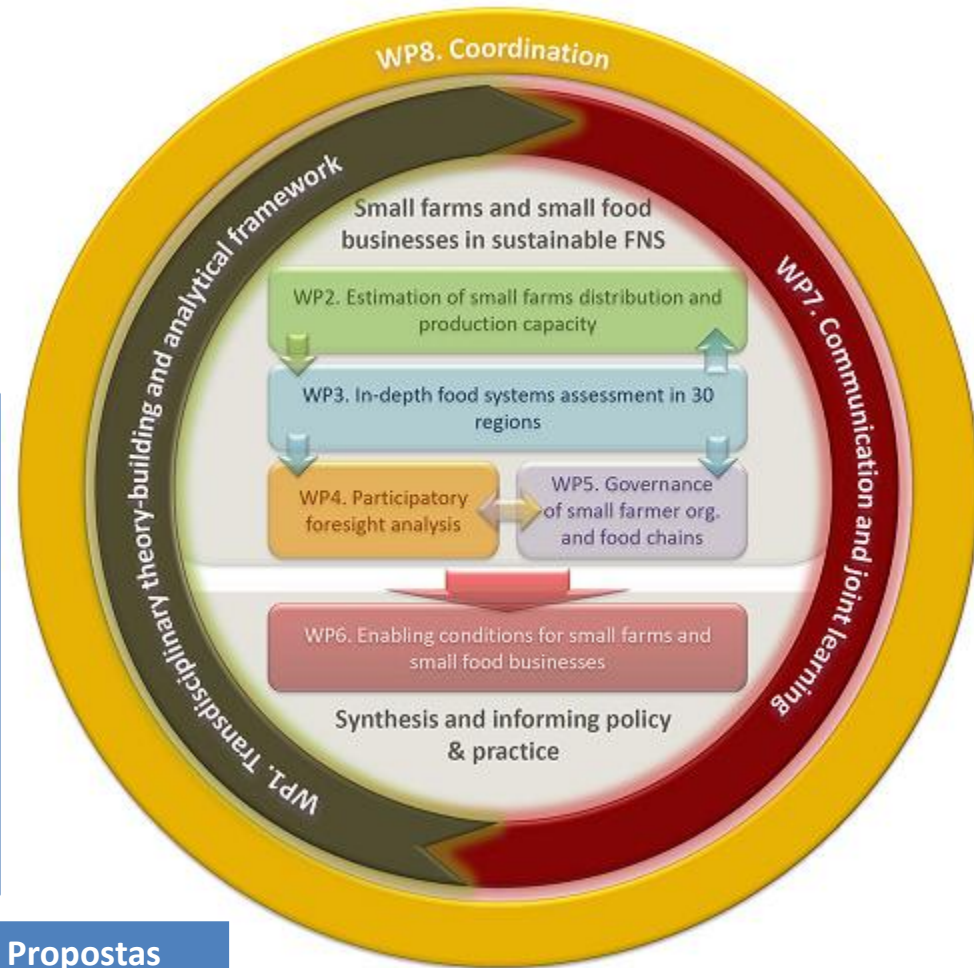 WP8. Coordination
WP1. Transdisciplinary theory-building and analytical framework
WP7. Communication and joint learning
Small farms and small food
businesses in sustainable FNS
WP2. Estimation of small farms distribution and
production capacity
WP3. In-depth food systems assessment in 30
regions
WP4. Participatory
foresight analysis
WP5. Governance
of small farmer org.
and food chains
WP6. Enabling conditions for small farms and
small food businesses
Synthesis and informing policy
& practice
Propostas